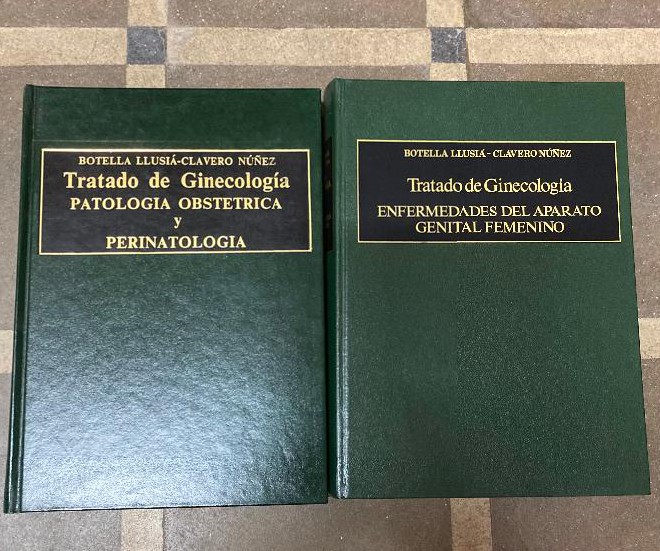 BOTELLA LLUSIÁ-CLAVERO NÚÑEZ
Tratado de Ginecología
PATOLOGIA OBSTETRICA
y
PERINATOLOGIA
BOTELLA LLUSIÁ-CLAVERO NÚÑEZ
Tratado de Ginecología
ENFERMEDADES DEL APARATO
GENITAL FEMENINO